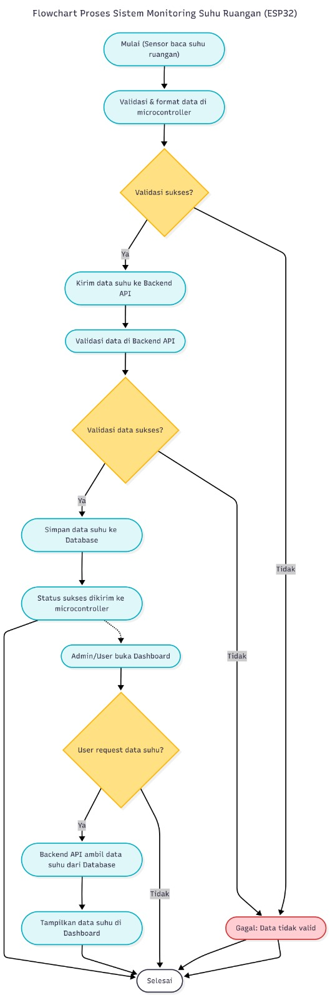 Flowchart Proses Sistem Monitoring Suhu Ruangan (ESP32)
Mulai (Sensor baca suhu
ruangan)
Validasi & format data di
microcontroller
Validasi sukses?
Ya
Kirim data suhu ke Backend
API
Validasi data di Backend API
Validasi data sukses?
Ya
Simpan data suhu ke
Database
Tidak
Status sukses dikirim ke
microcontroller
Admin/User buka Dashboard
Tidak
User request data suhu?
Ya
Backend API ambil data
suhu dari Database
Tidak
Tampilkan data suhu di
Dashboard
Gagal: Data tidak valid
Selesai